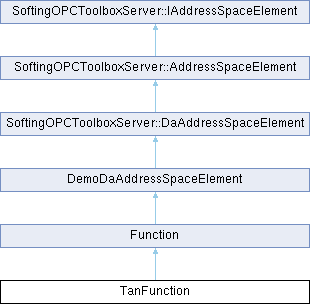 SoftingOPCToolboxServer::IAddressSpaceElement
SoftingOPCToolboxServer::AddressSpaceElement
SoftingOPCToolboxServer::DaAddressSpaceElement
DemoDaAddressSpaceElement
Function
TanFunction